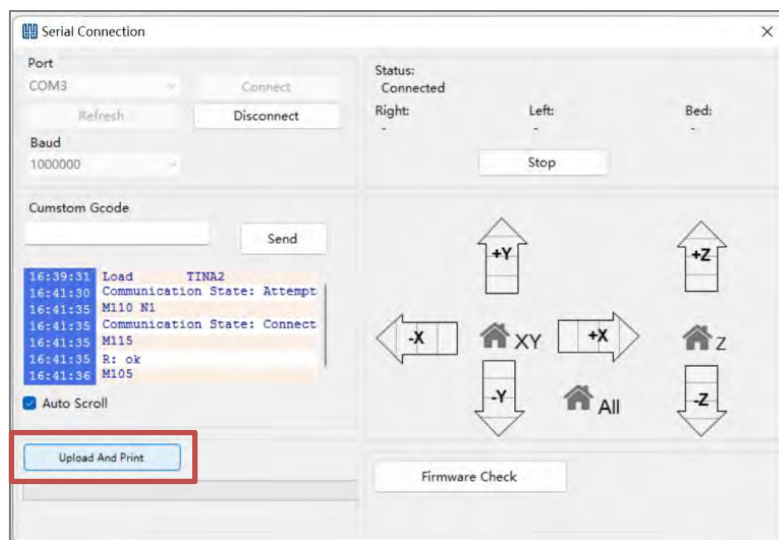 Serial Connection
Port
COM3
Connect
Refresh
Disconnect
Baud
1000000
Status:
Connected
Right:
Left:
Bed:
-
-
-
Stop
Cumstom Gcode
Send
16:39:31 Load TINA2
16:41:30 Communication State: Attempt
16:41:35 M110 N1
16:41:35 Communication State: Connect
16:41:35 M115
16:41:35 R: ok
16:41:36 M105
Auto Scroll
+Y
+Z
-X
XY
+X
Z
-Y
All
-Z
Upload And Print
Firmware Check